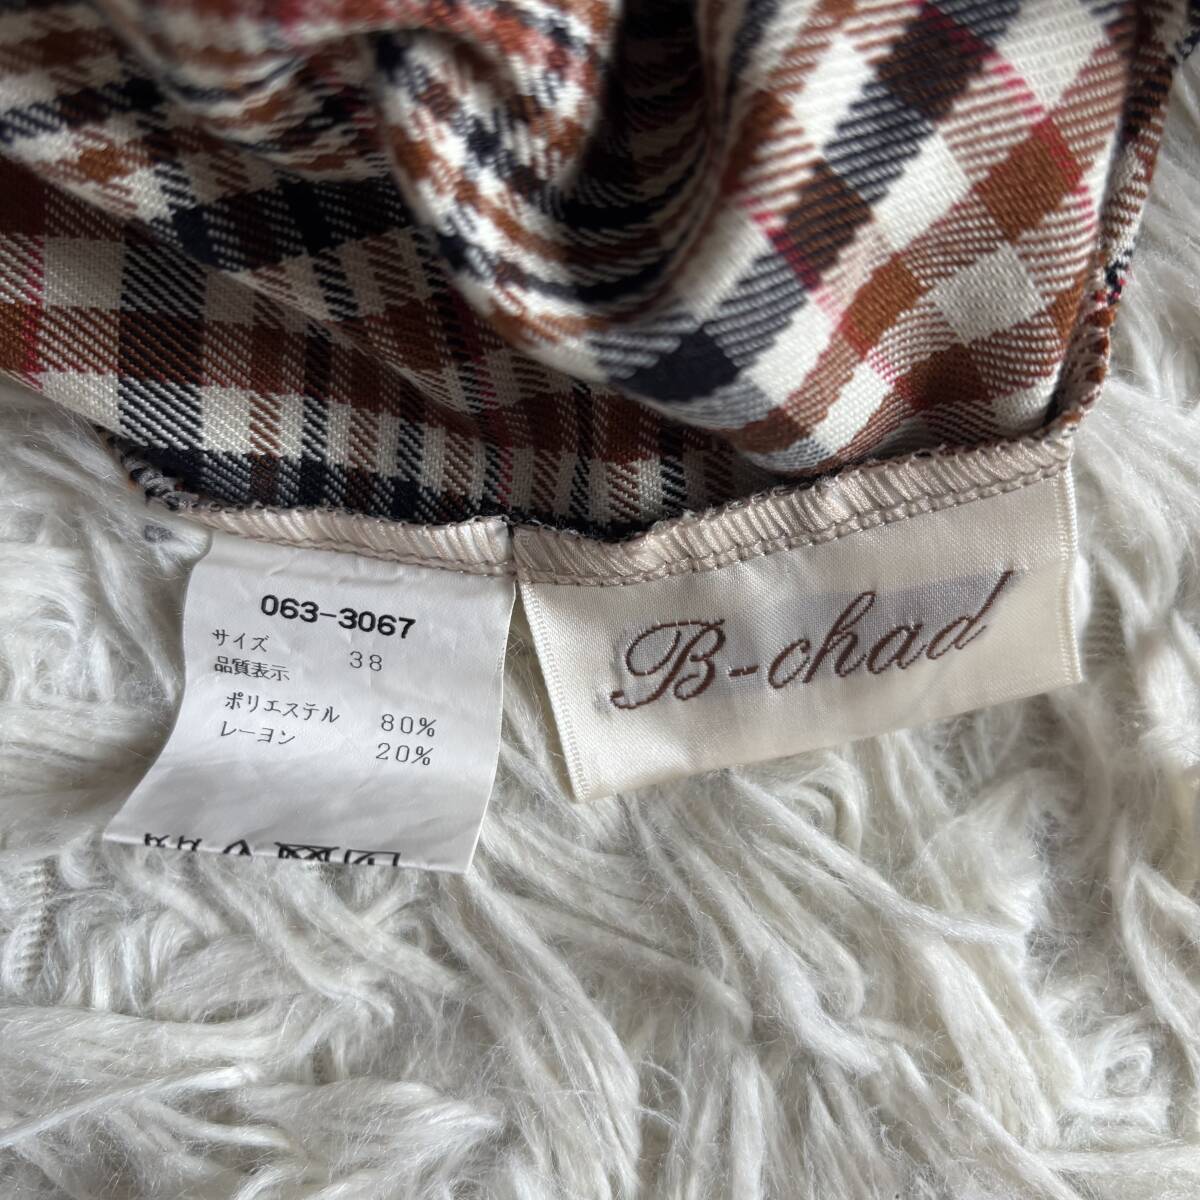 063-3067
サイズ 38
品質表示
ポリエステル 80%
レーヨン 20%
B-chad